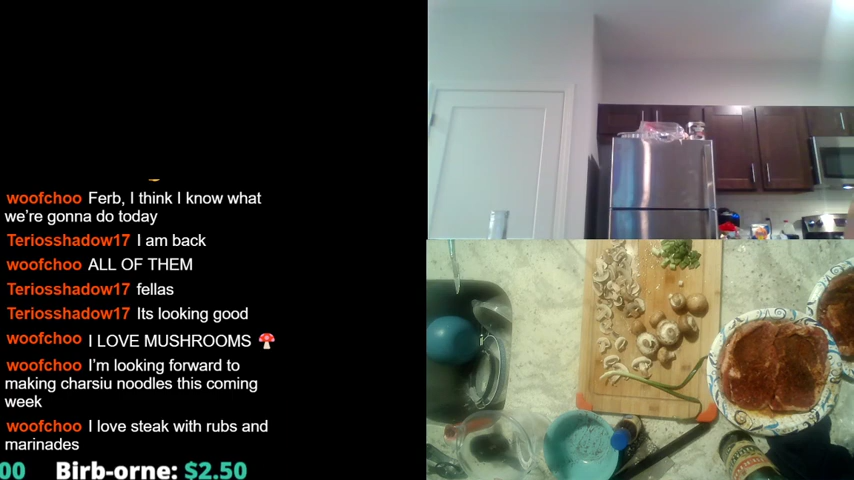 woofchoo Ferb, I think I know what
we're gonna do today
Teriosshadow17 I am back
woofchoo ALL OF THEM
Teriosshadow17 fellas
Teriosshadow17 Its looking good
woofchoo I LOVE MUSHROOMS 🍄
woofchoo I'm looking forward to
making charsiu noodles this coming
week
woofchoo I love steak with rubs and
marinades
00 Birb-orne: $2.50